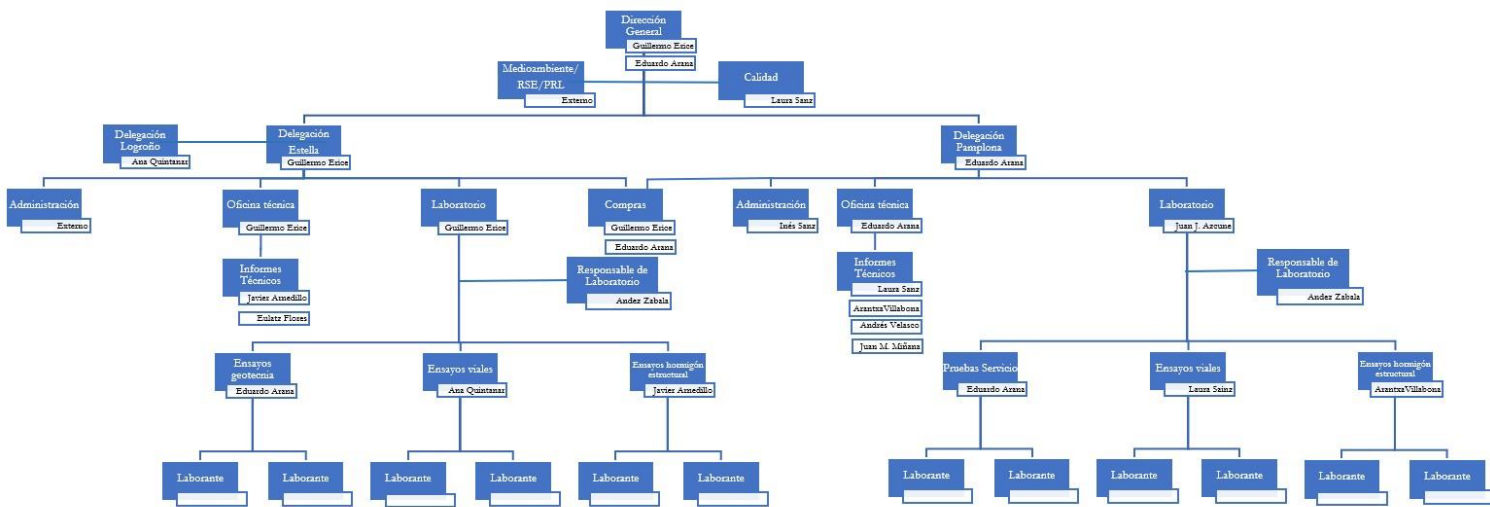 Dirección
General
Guillermo Erice
Eduardo Arana
Medioambiente/
RSE/PRL
Externo
Calidad
Laura Sanz
Delegación
Logroño
Ana Quintanar
Delegación
Estella
Guillermo Erice
Delegación
Pamplona
Eduardo Arana
Administración
Externo
Oficina técnica
Guillermo Erice
Laboratorio
Guillermo Erice
Compras
Guillermo Erice
Eduardo Arana
Administración
Inés Sanz
Oficina técnica
Eduardo Arana
Laboratorio
Juan J. Azcune
Informes
Técnicos
Javier Arnedillo
Eulatz Flores
Responsable de
Laboratorio
Andez Zabala
Informes
Técnicos
Laura Sanz
ArantxaVillabona
Andrés Velasco
Juan M. Miñana
Responsable de
Laboratorio
Andez Zabala
Ensayos
geotecnia
Eduardo Arana
Ensayos viales
Ana Quintanar
Ensayos hormigón
estructural
Javier Arnedillo
Pruebas Servicio
Eduardo Arana
Ensayos viales
Laura Sainz
Ensayos hormigón
estructural
ArantxaVillabona
Laborante
Laborante
Laborante
Laborante
Laborante
Laborante
Laborante
Laborante
Laborante
Laborante
Laborante
Laborante